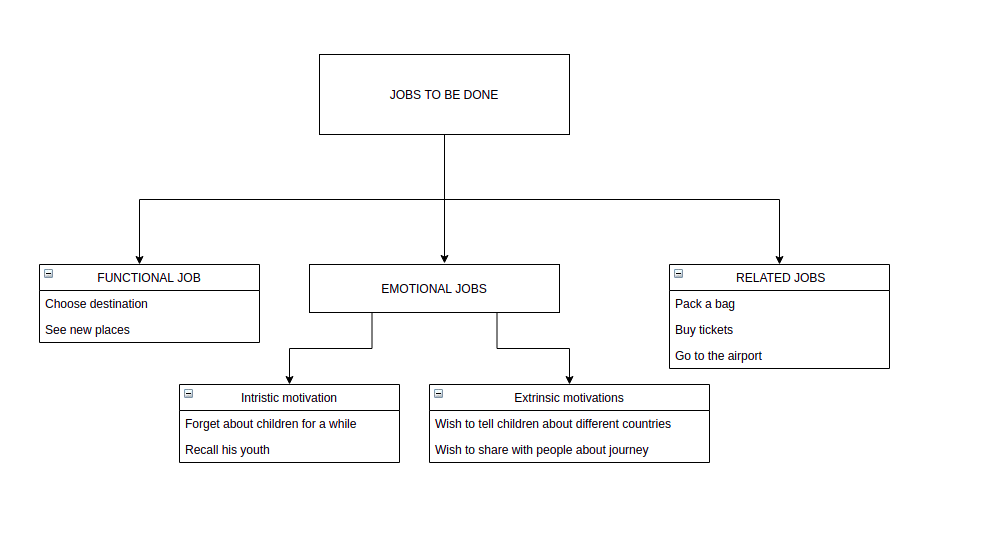 JOBS TO BE DONE
FUNCTIONAL JOB
Choose destination
See new places
EMOTIONAL JOBS
RELATED JOBS
Pack a bag
Buy tickets
Go to the airport
Intristic motivation
Forget about children for a while
Recall his youth
Extrinsic motivations
Wish to tell children about different countries
Wish to share with people about journey